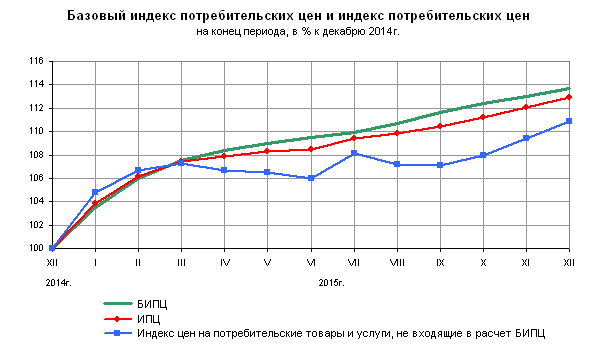 Базовый индекс потребительских цен и индекс потребительских цен
на конец периода, в % к декабрю 2014г.
116
114
112
110
108
106
104
102
100
XII I II III IV V VI VII VIII IX X XI XII
2014г. 2015г.
БИПЦ
ИПЦ
Индекс цен на потребительские товары и услуги, не входящие в расчет БИПЦ